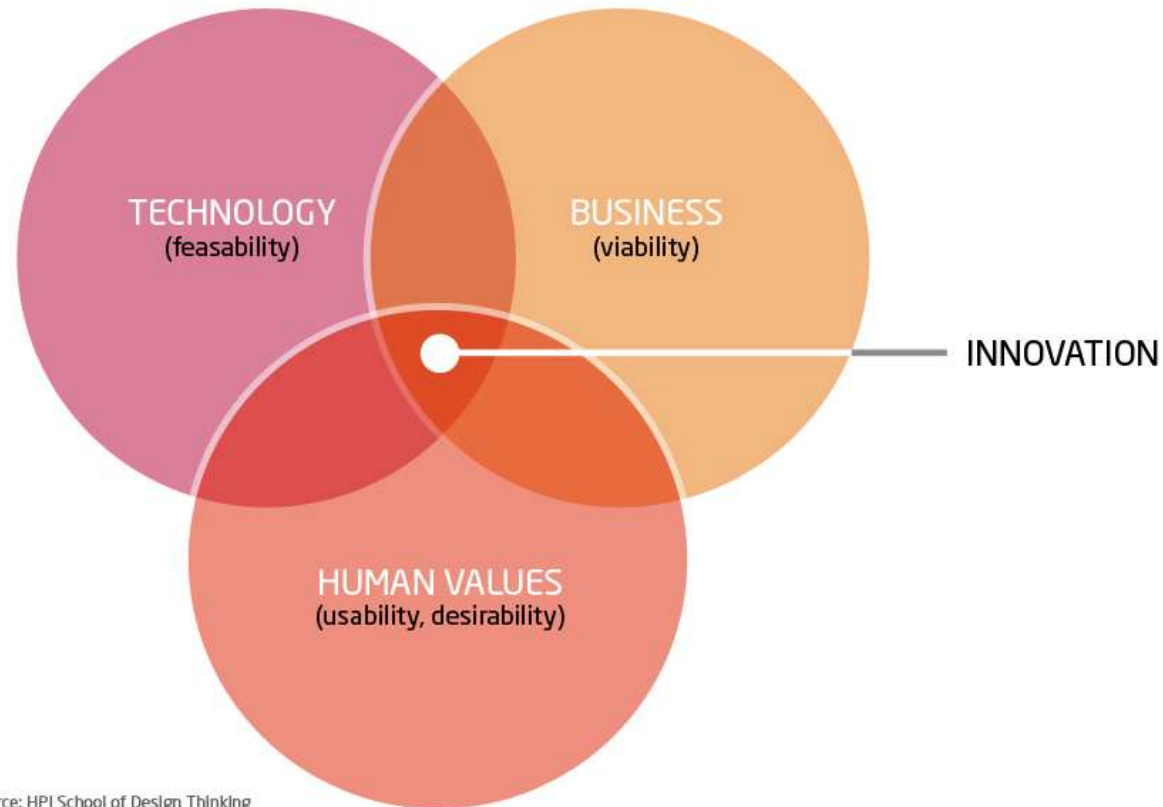 TECHNOLOGY
(feasability)
BUSINESS
(viability)
INNOVATION
HUMAN VALUES
(usability, desirability)
rce: HPI School of Design Thinking